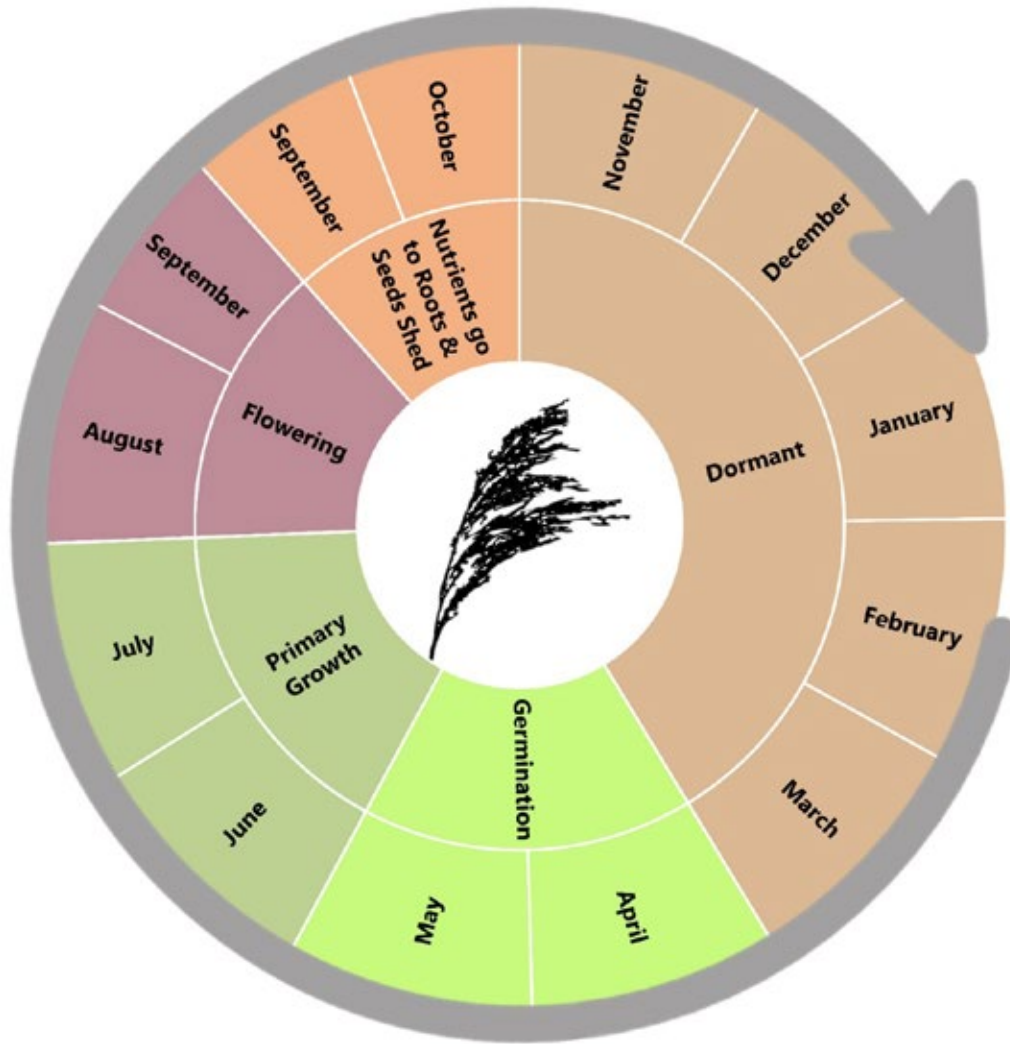 November
December
January
February
March
April
May
June
July
August
September
September
October
Dormant
Germination
Primary
Growth
Flowering
Nutrients go
to Roots &
Seeds Shed